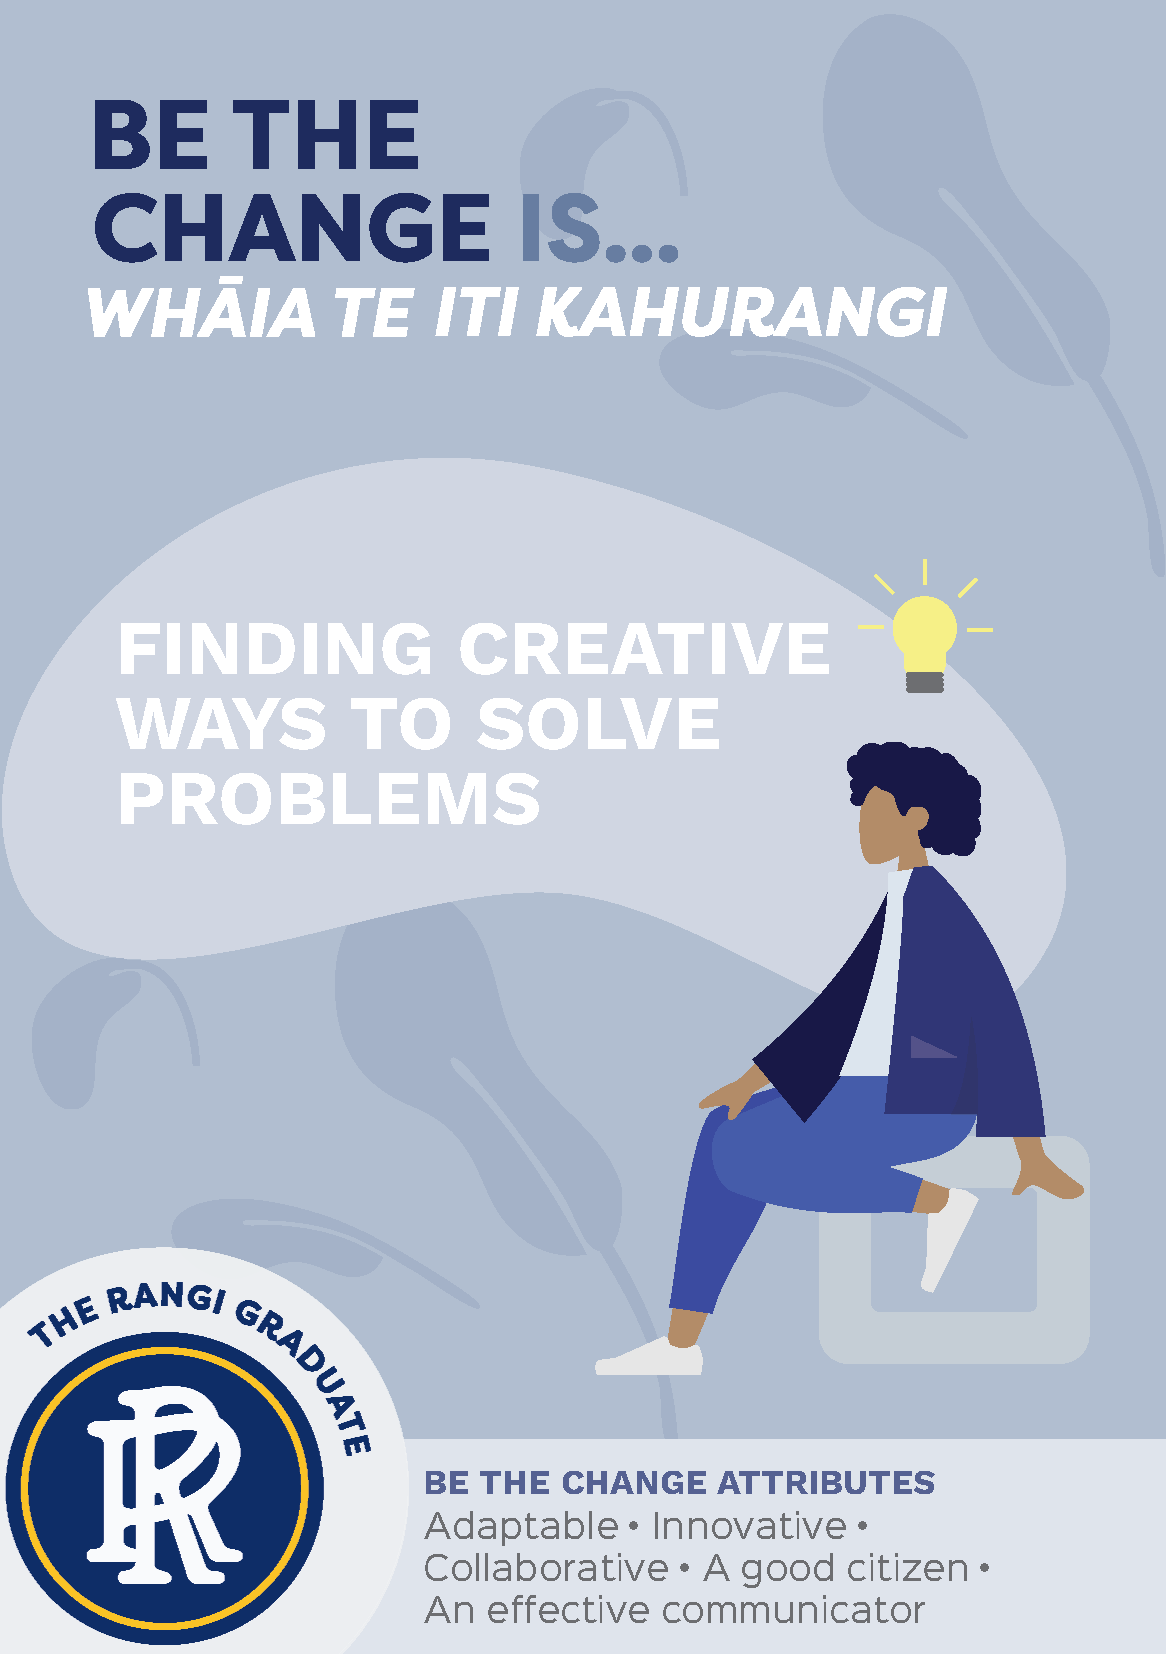 BE THE
CHANGE IS...
WHĀIA TE ITI KAHURANGI
FINDING CREATIVE
WAYS TO SOLVE
PROBLEMS
THE RANGI GRADUATE
RR
BE THE CHANGE ATTRIBUTES
Adaptable • Innovative •
Collaborative • A good citizen •
An effective communicator